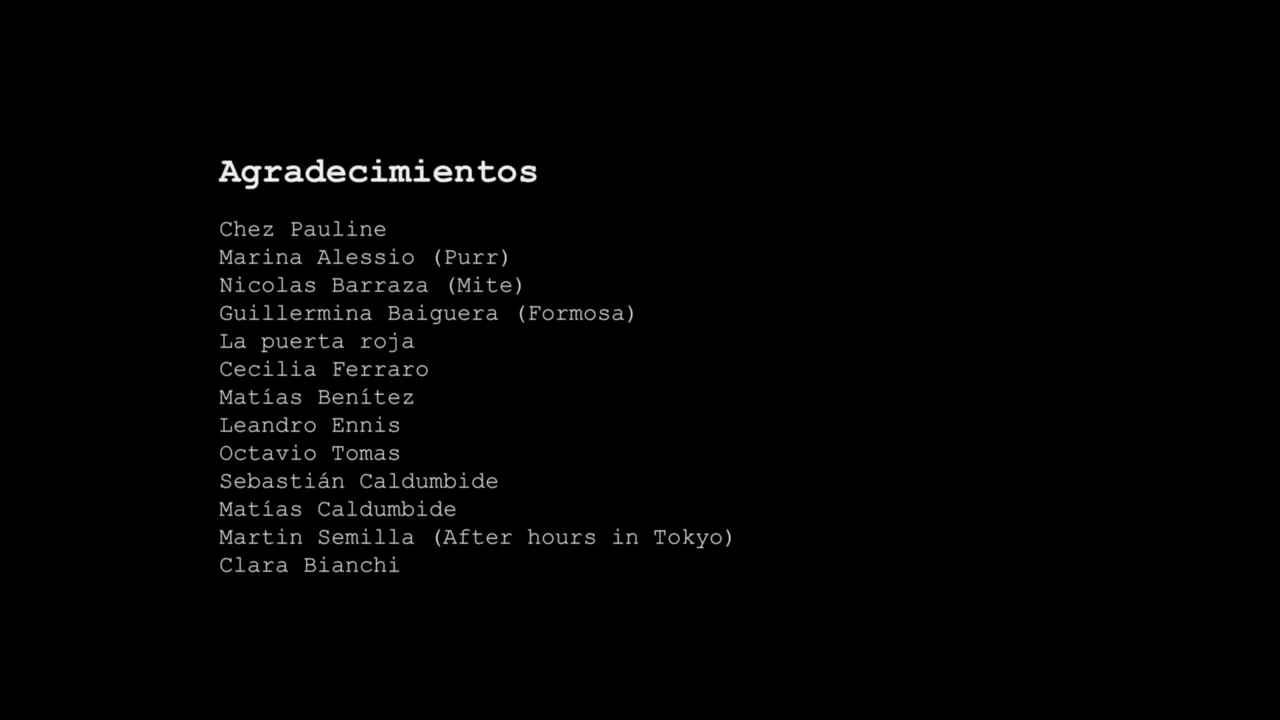 Agradecimientos
Chez Pauline
Marina Alessio (Purr)
Nicolas Barraza (Mite)
Guillermina Baiguera (Formosa)
La puerta roja
Cecilia Ferraro
Matías Benítez
Leandro Ennis
Octavio Tomas
Sebastián Caldumbide
Matías Caldumbide
Martin Semilla (After hours in Tokyo)
Clara Bianchi